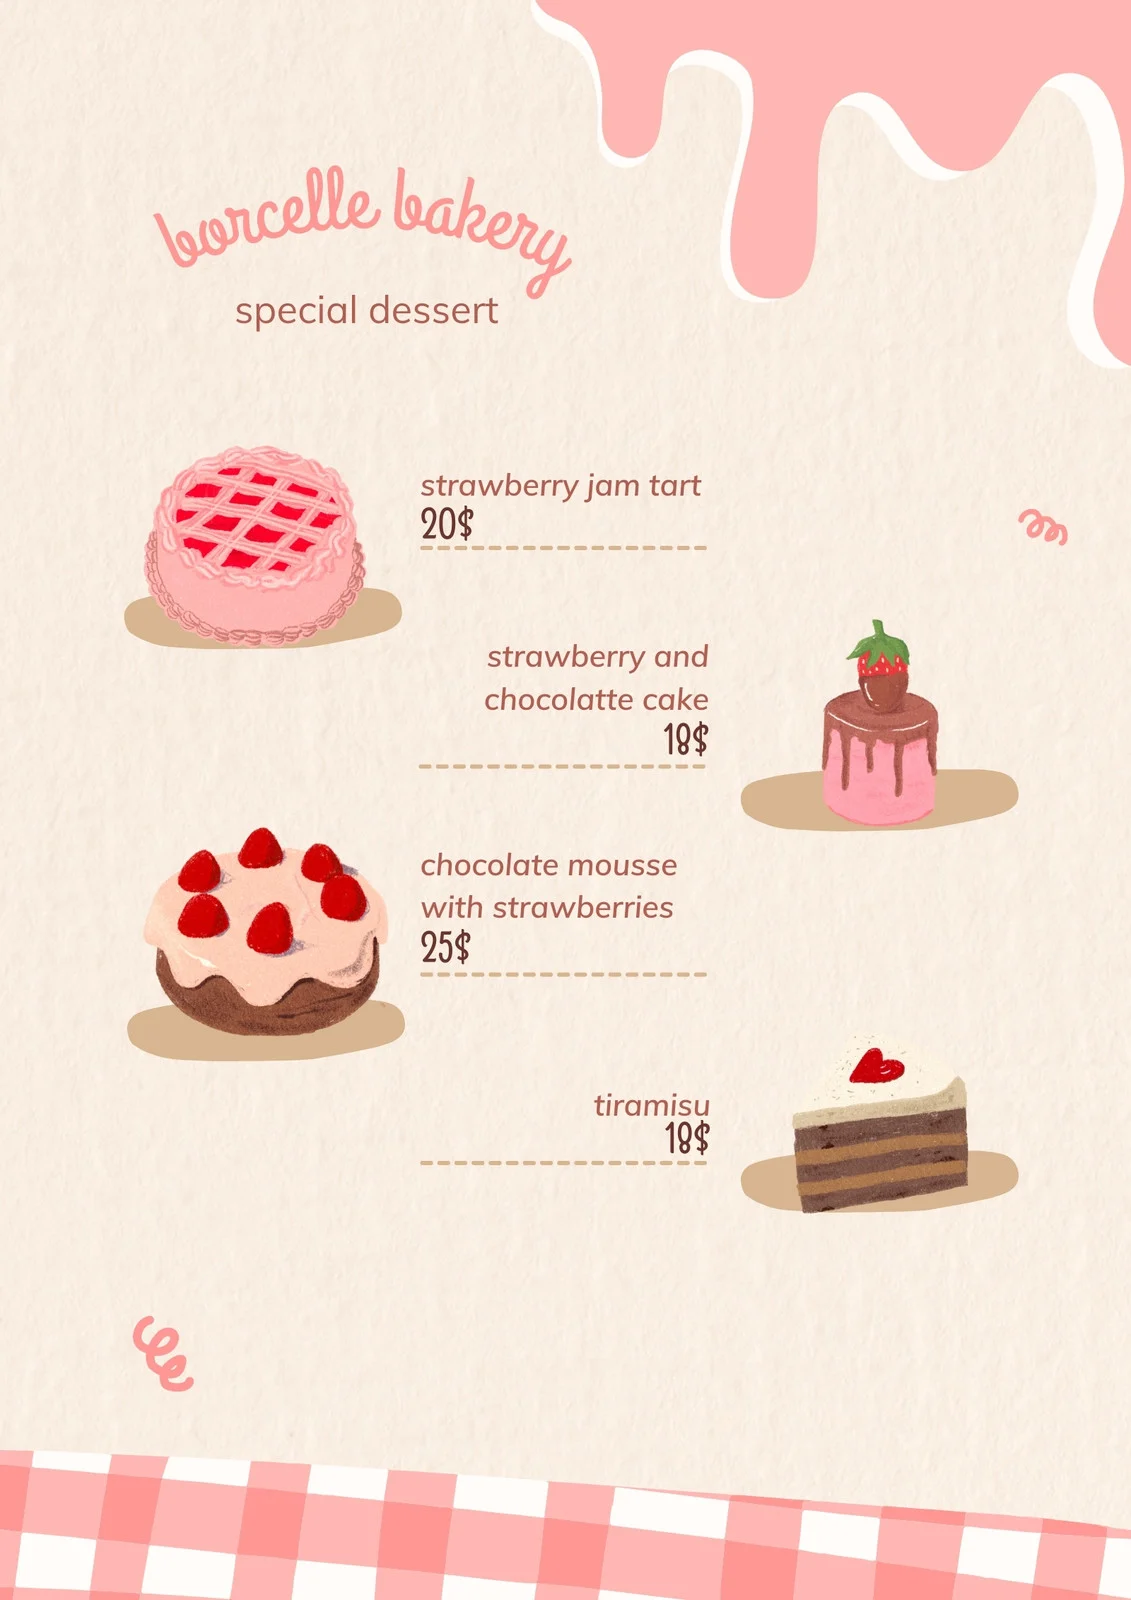 borcelle bakery
special dessert
strawberry jam tart
20$
strawberry and
chocolatte cake
18$
chocolate mousse
with strawberries
25$
tiramisu
18$